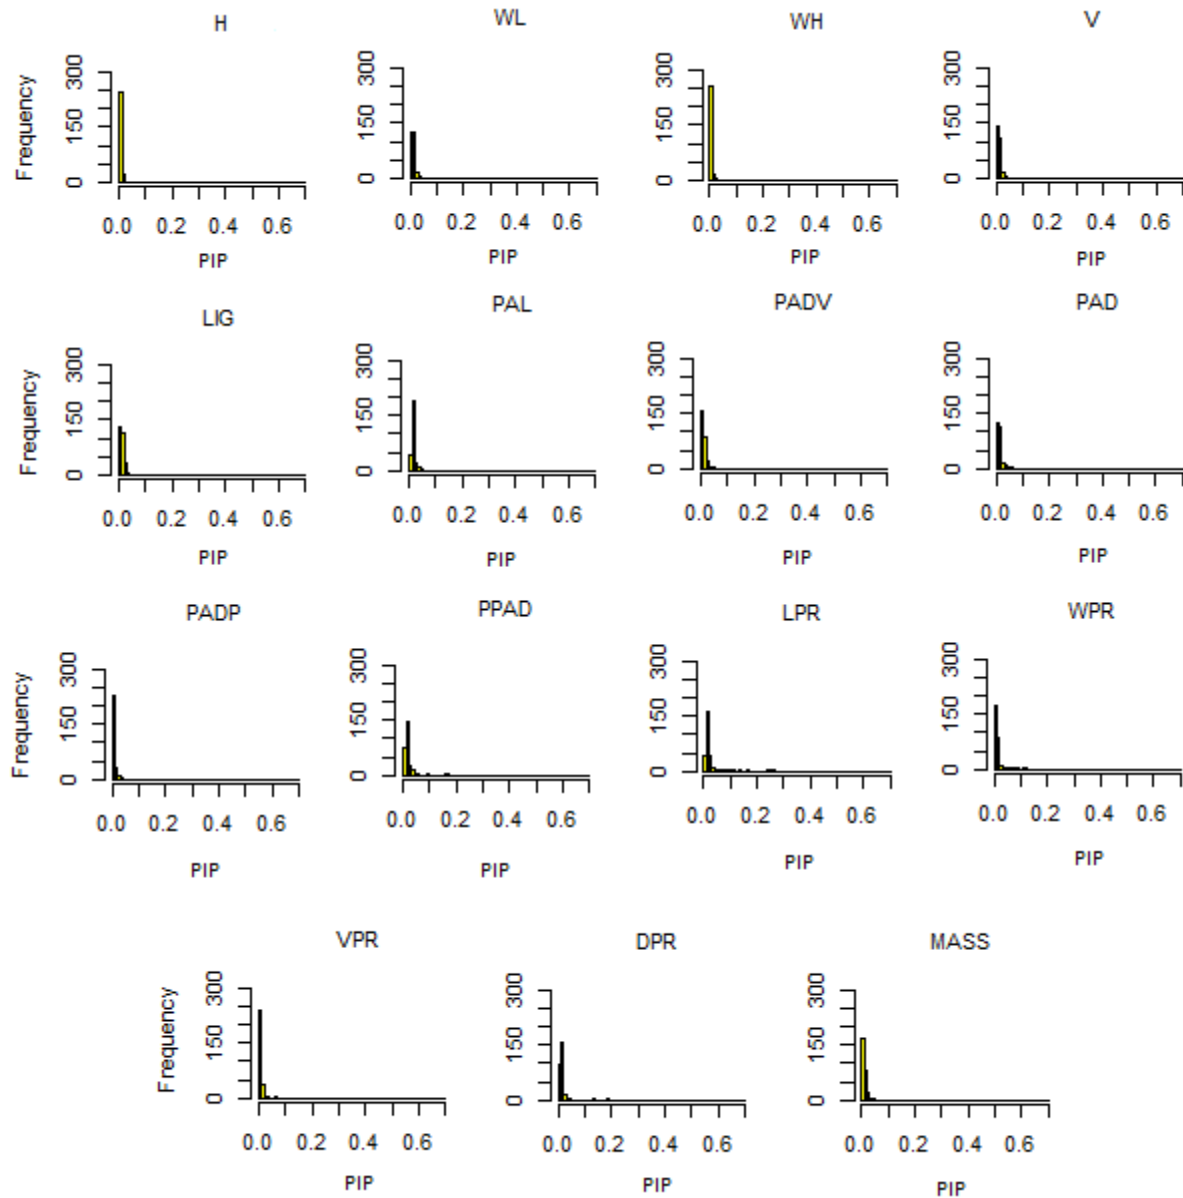 H WL WH V
Frequency 300 150 0 300 150 0 300 150 0 300 150 0
0.0 0.2 0.4 0.6 0.0 0.2 0.4 0.6 0.0 0.2 0.4 0.6 0.0 0.2 0.4 0.6
PIP PIP PIP PIP
LIG PAL PADV PAD
Frequency 300 150 0 300 150 0 300 150 0 300 150 0
0.0 0.2 0.4 0.6 0.0 0.2 0.4 0.6 0.0 0.2 0.4 0.6 0.0 0.2 0.4 0.6
PIP PIP PIP PIP
PADP PPAD LPR WPR
Frequency 300 150 0 300 150 0 300 150 0 300 150 0
0.0 0.2 0.4 0.6 0.0 0.2 0.4 0.6 0.0 0.2 0.4 0.6 0.0 0.2 0.4 0.6
PIP PIP PIP PIP
VPR DPR MASS
Frequency 300 150 0 300 150 0 300 150 0
0.0 0.2 0.4 0.6 0.0 0.2 0.4 0.6 0.0 0.2 0.4 0.6
PIP PIP PIP